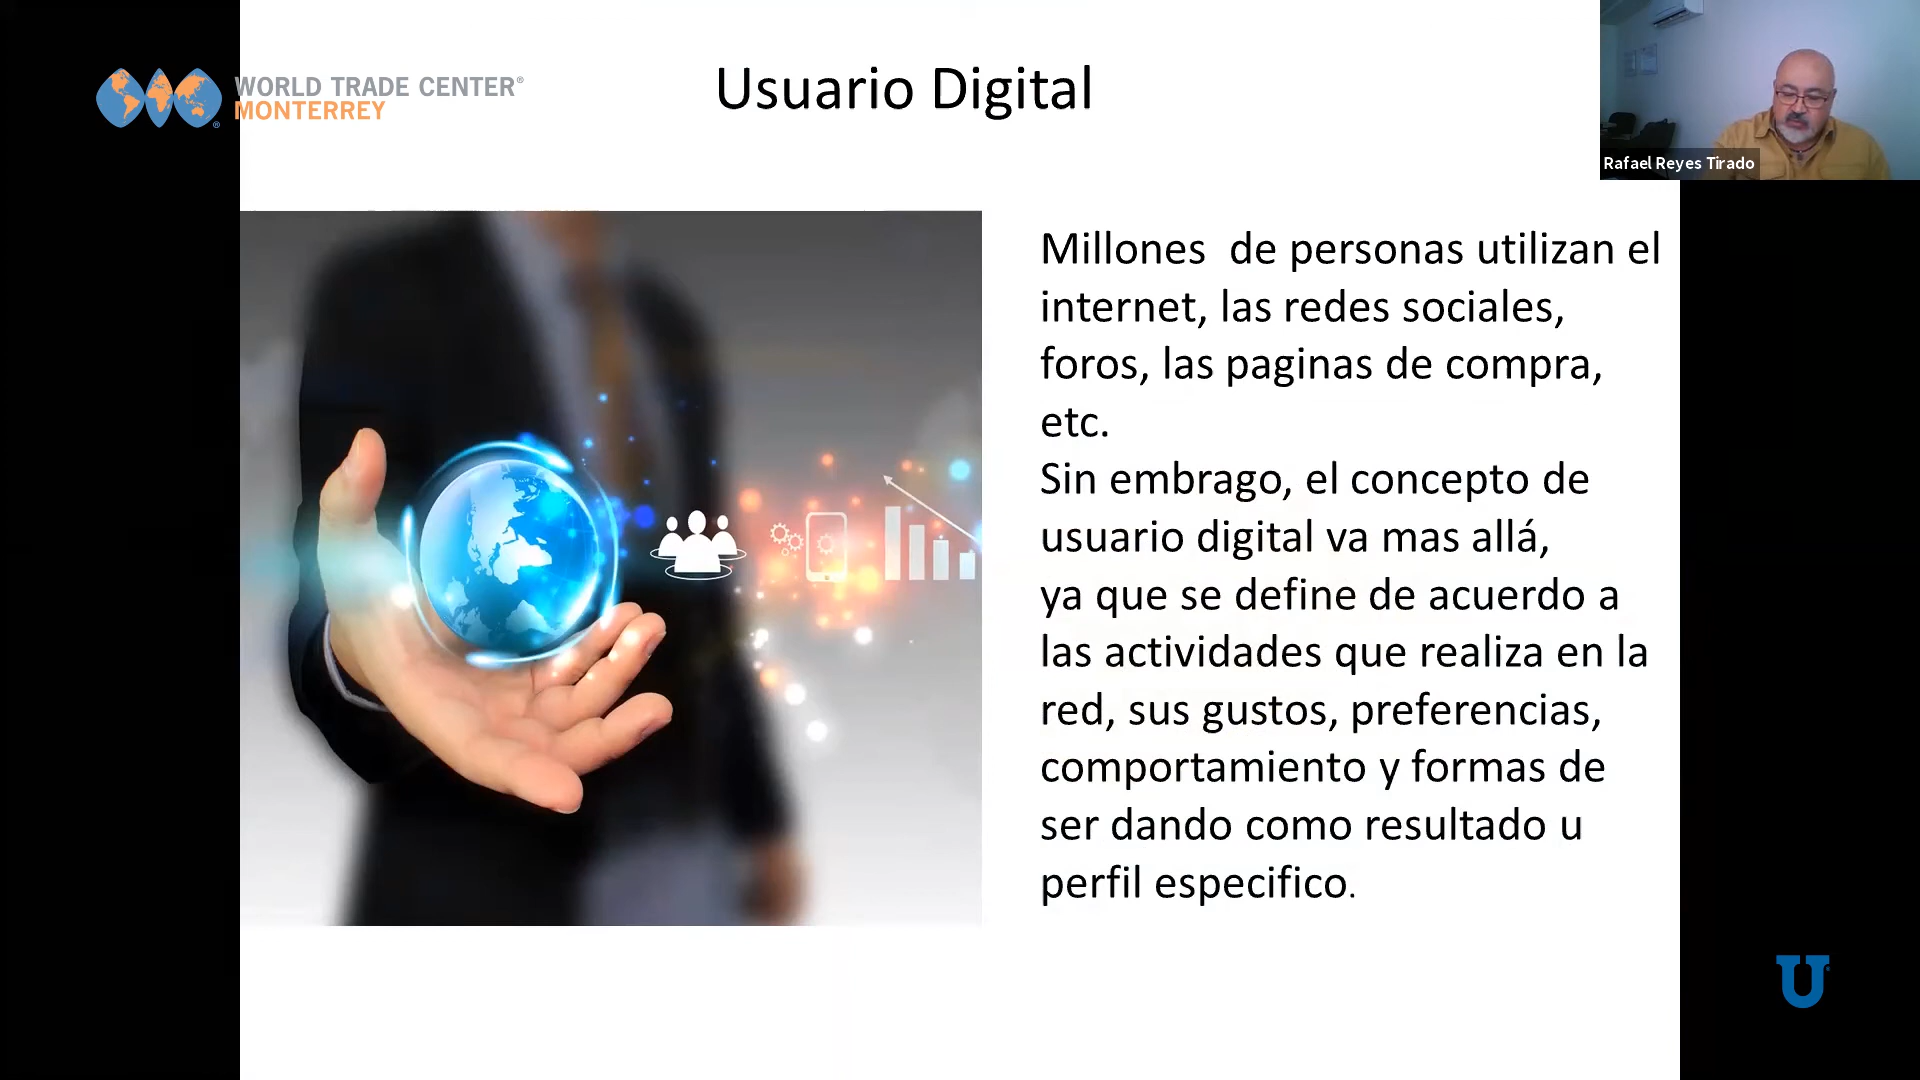 WORLD TRADE CENTER®
MONTERREY
®
Usuario Digital
Rafael Reyes Tirado
Millones  de personas utilizan el
internet, las redes sociales,
foros, las paginas de compra,
etc.
Sin embrago, el concepto de
usuario digital va mas allá,
ya que se define de acuerdo a
las actividades que realiza en la
red, sus gustos, preferencias,
comportamiento y formas de
ser dando como resultado u
perfil especifico.
U